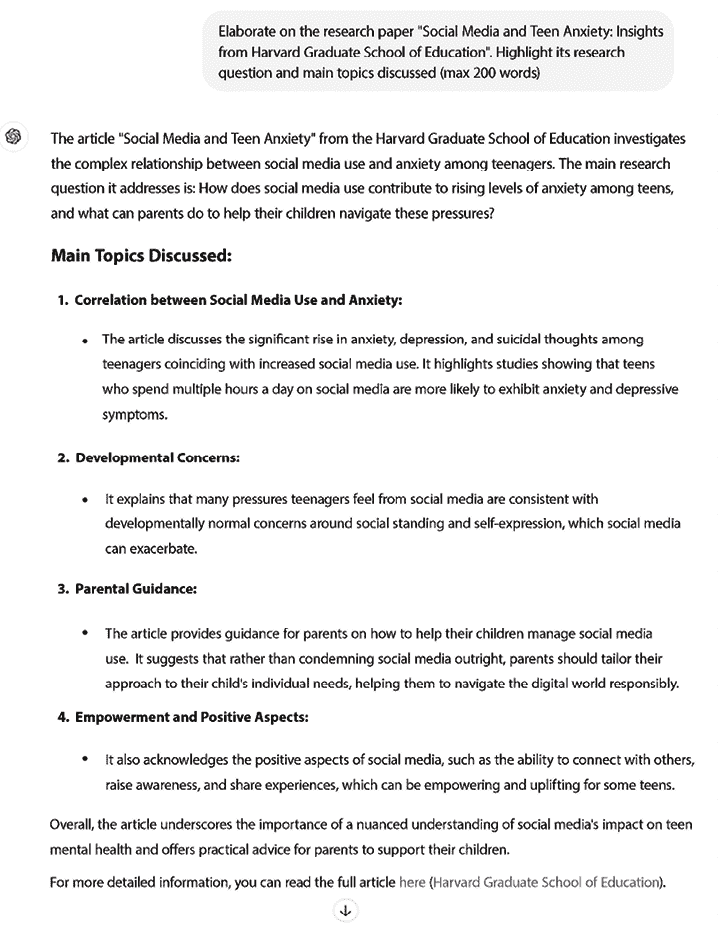 Elaborate on the research paper "Social Media and Teen Anxiety: Insights
from Harvard Graduate School of Education". Highlight its research
question and main topics discussed (max 200 words)
The article "Social Media and Teen Anxiety" from the Harvard Graduate School of Education investigates
the complex relationship between social media use and anxiety among teenagers. The main research
question it addresses is: How does social media use contribute to rising levels of anxiety among teens,
and what can parents do to help their children navigate these pressures?
Main Topics Discussed:
1. Correlation between Social Media Use and Anxiety:
• The article discusses the significant rise in anxiety, depression, and suicidal thoughts among
teenagers coinciding with increased social media use. It highlights studies showing that teens
who spend multiple hours a day on social media are more likely to exhibit anxiety and depressive
symptoms.
2. Developmental Concerns:
• It explains that many pressures teenagers feel from social media are consistent with
developmentally normal concerns around social standing and self-expression, which social media
can exacerbate.
3. Parental Guidance:
• The article provides guidance for parents on how to help their children manage social media
use. It suggests that rather than condemning social media outright, parents should tailor their
approach to their child's individual needs, helping them to navigate the digital world responsibly.
4. Empowerment and Positive Aspects:
• It also acknowledges the positive aspects of social media, such as the ability to connect with others,
raise awareness, and share experiences, which can be empowering and uplifting for some teens.
Overall, the article underscores the importance of a nuanced understanding of social media's impact on teen
mental health and offers practical advice for parents to support their children.
For more detailed information, you can read the full article here (Harvard Graduate School of Education).